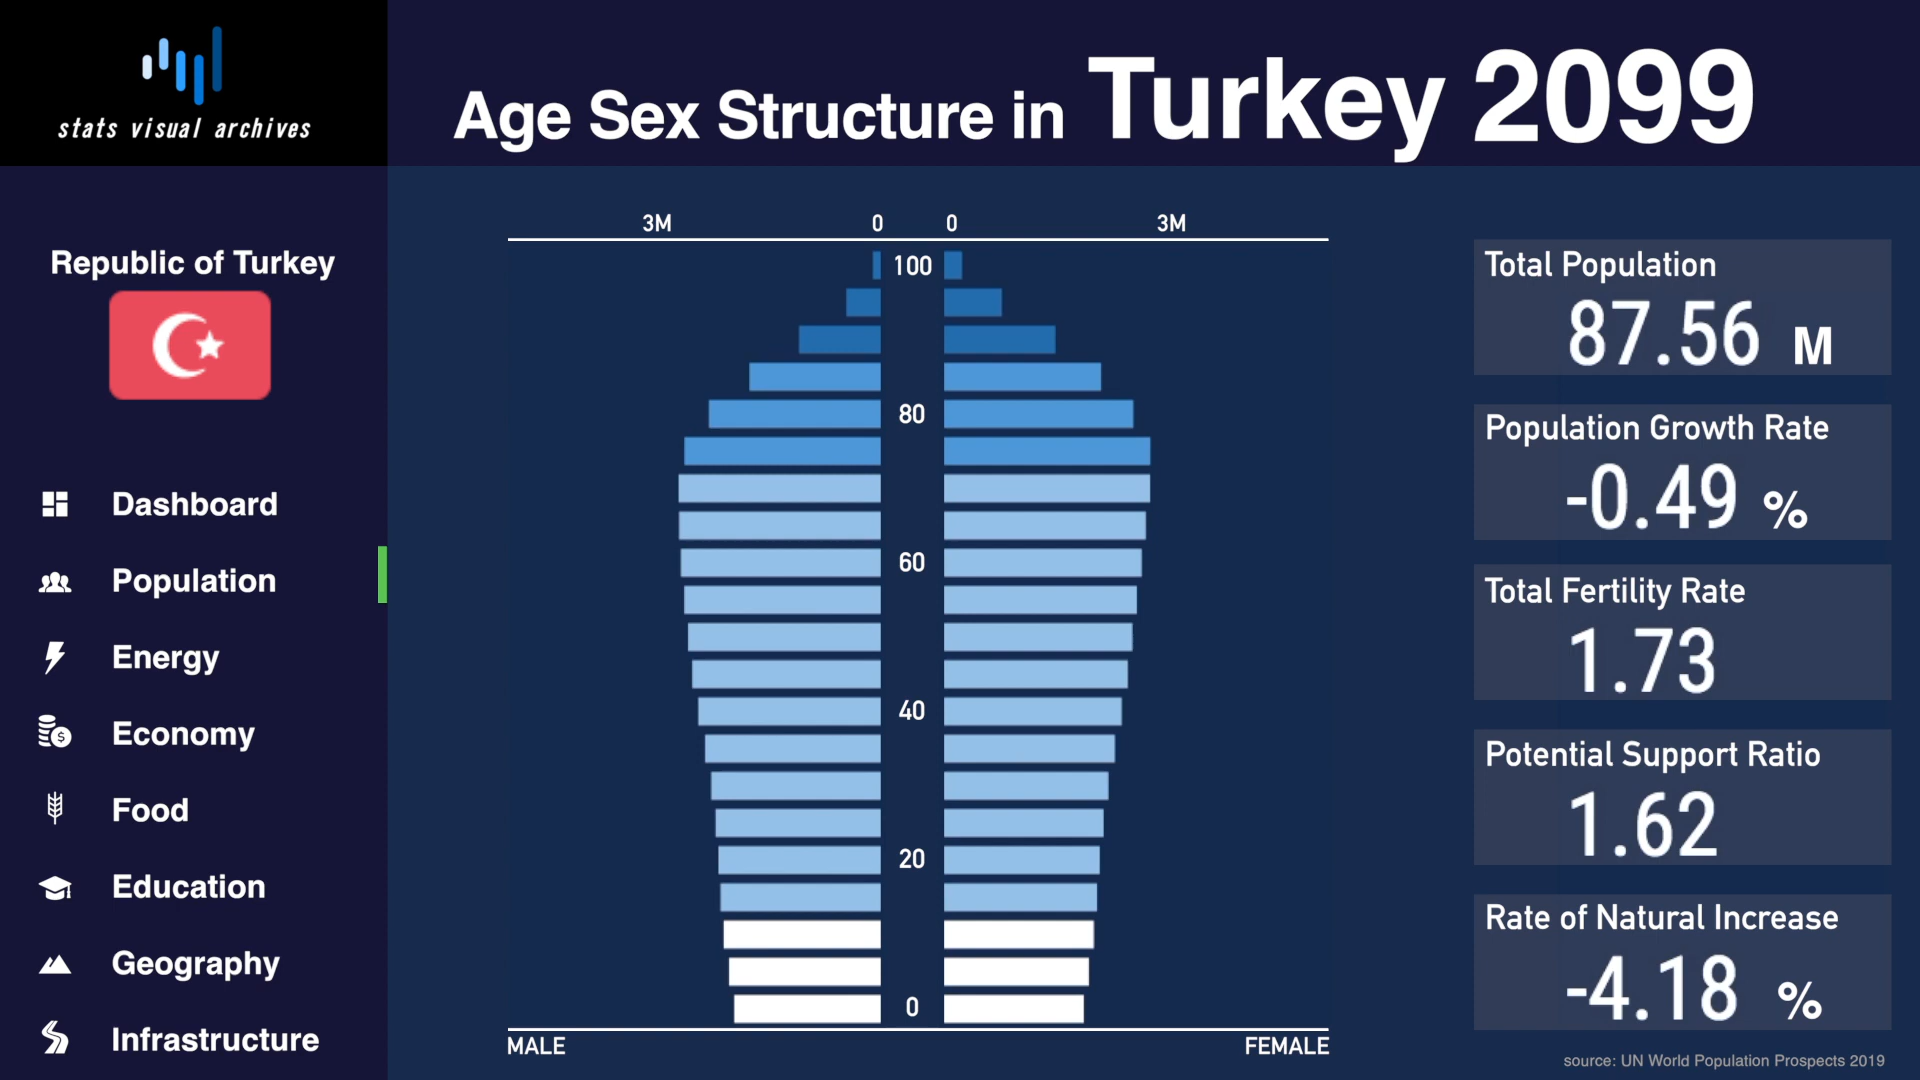 stats visual archives
Age Sex Structure in Turkey 2099
Republic of Turkey
Dashboard
Population
Energy
Economy
Food
Education
Geography
Infrastructure
3M 0 0 3M
100
80
60
40
20
0
MALE FEMALE
Total Population
87.56 M
Population Growth Rate
-0.49 %
Total Fertility Rate
1.73
Potential Support Ratio
1.62
Rate of Natural Increase
-4.18 %
source: UN World Population Prospects 2019